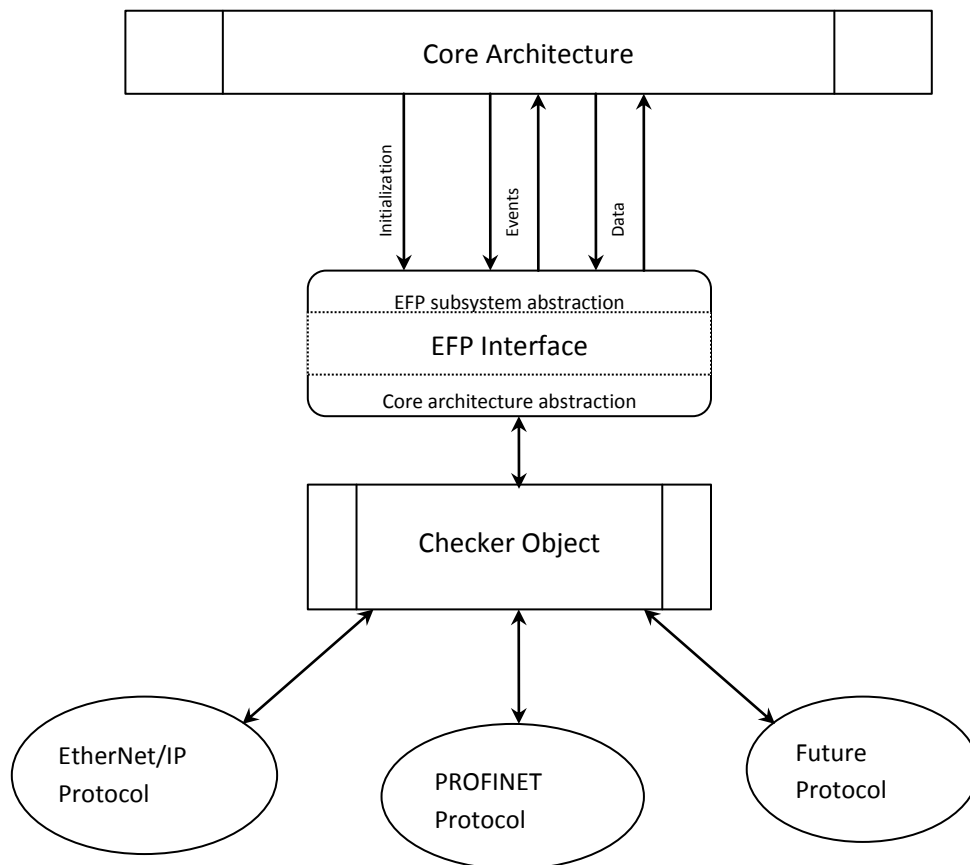 Core Architecture
Initialization
Events
Data
EFP subsystem abstraction
EFP Interface
Core architecture abstraction
Checker Object
EtherNet/IP
Protocol
PROFINET
Protocol
Future
Protocol